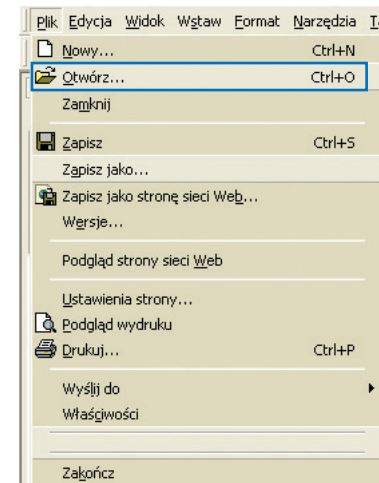 Plik Edycja Widok Wstaw Format Narzędzia
Nowy... Ctrl+N
Otwórz... Ctrl+O
Zamknij
Zapisz Ctrl+S
Zapisz jako...
Zapisz jako stronę sieci Web...
Wersje...
Podgląd strony sieci Web
Ustawienia strony...
Podgląd wydruku
Drukuj... Ctrl+P
Wyślij do
Właściwości
Zakończ